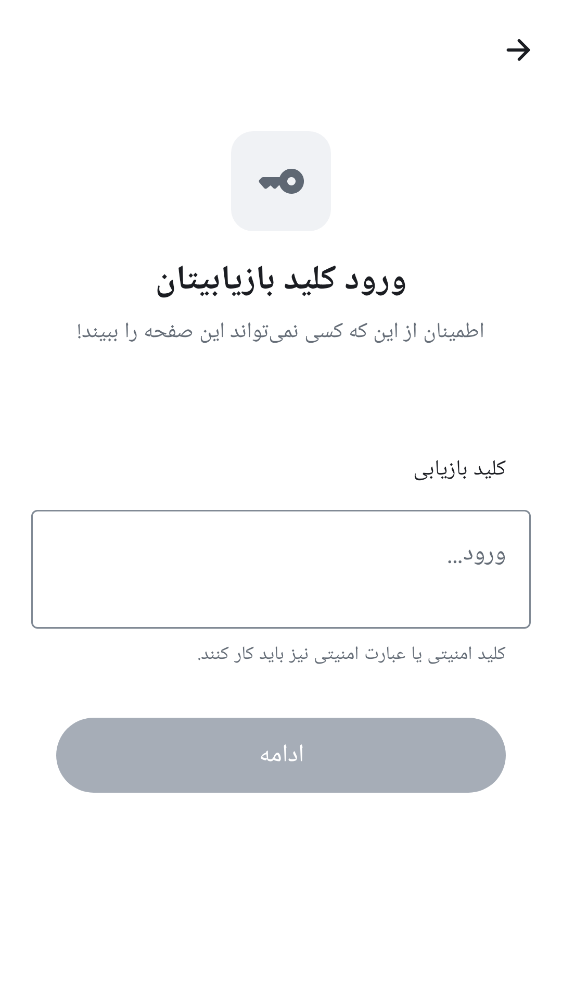 ورود کلید بازیابیتان
اطمینان از این که کسی نمی‌تواند این صفحه را ببیند!
کلید بازیابی
ورود...
کلید امنیتی یا عبارت امنیتی نیز باید کار کنند.
ادامه